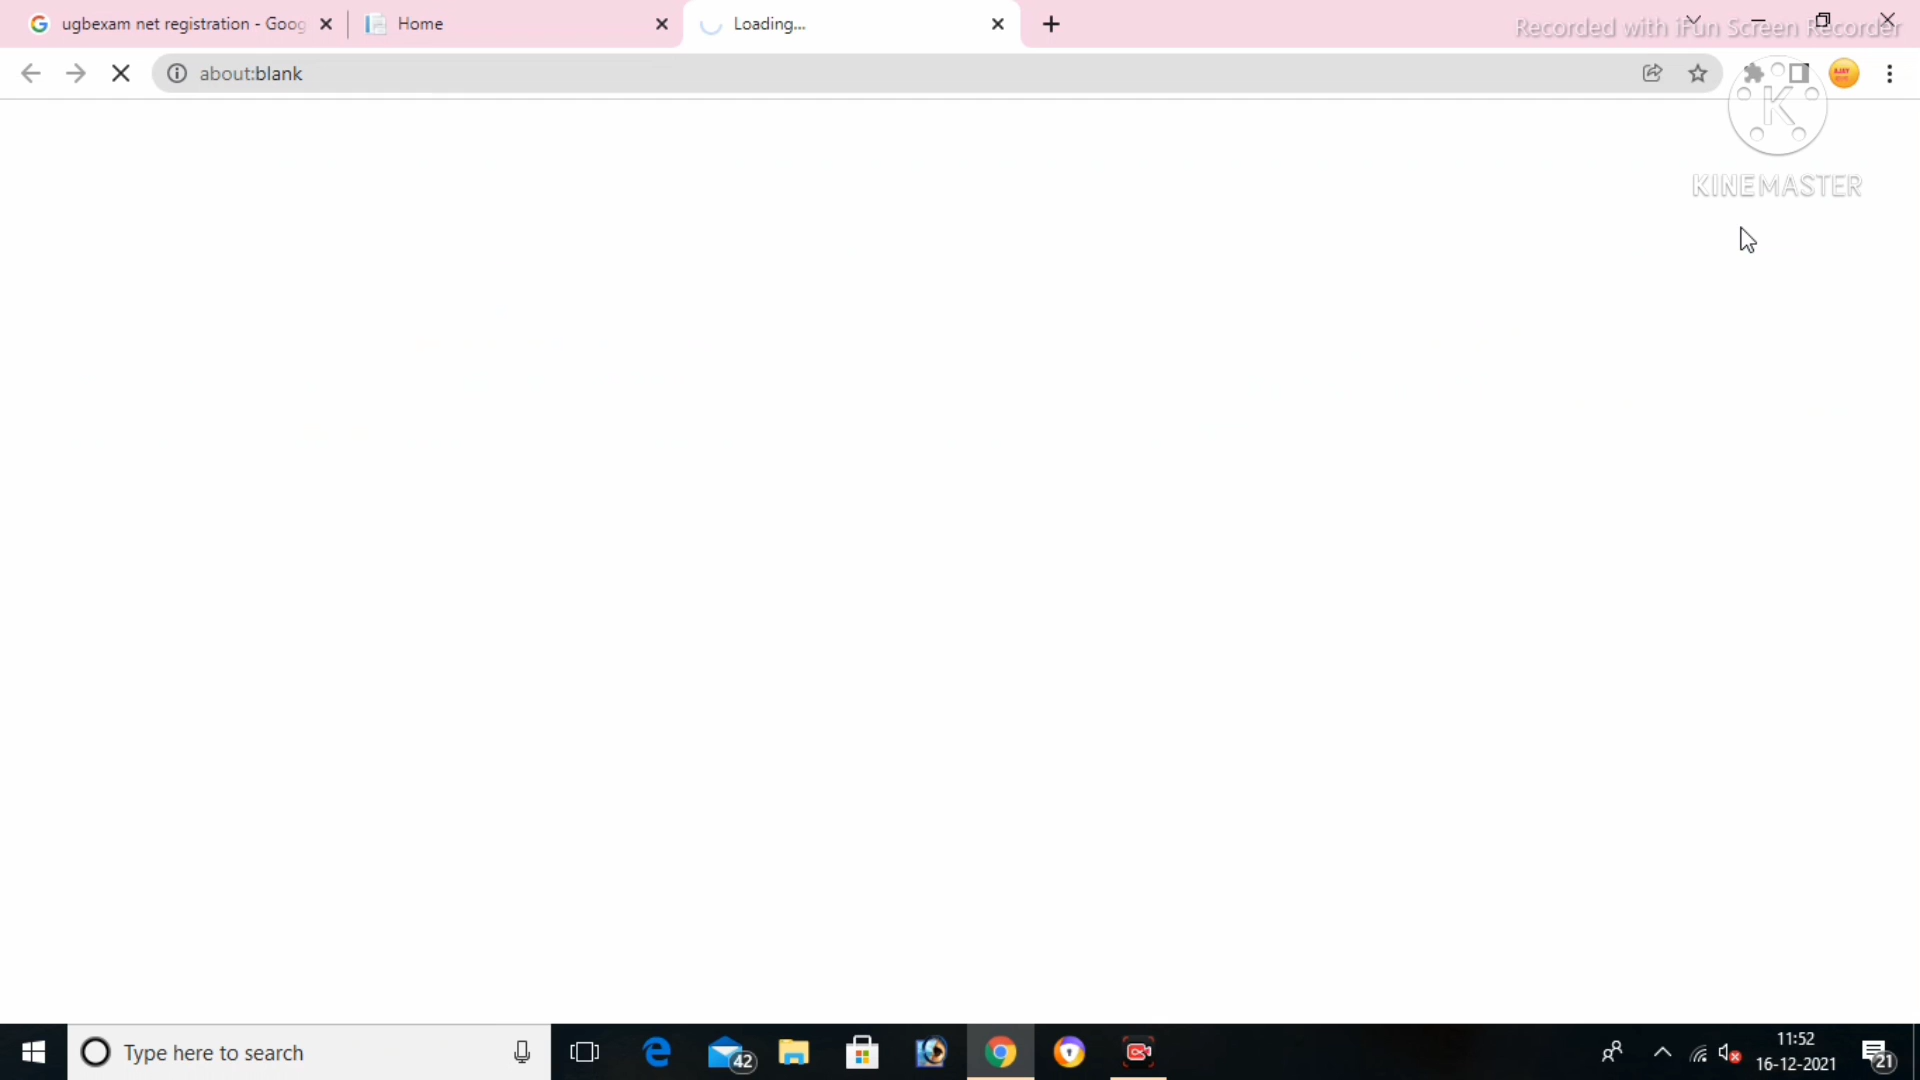 ugbexam net registration - Goog
Home
Loading...
Recorded with iFun Screen Recorder
about:blank
K
KINEMASTER
Type here to search
42
11:52
16-12-2021
21